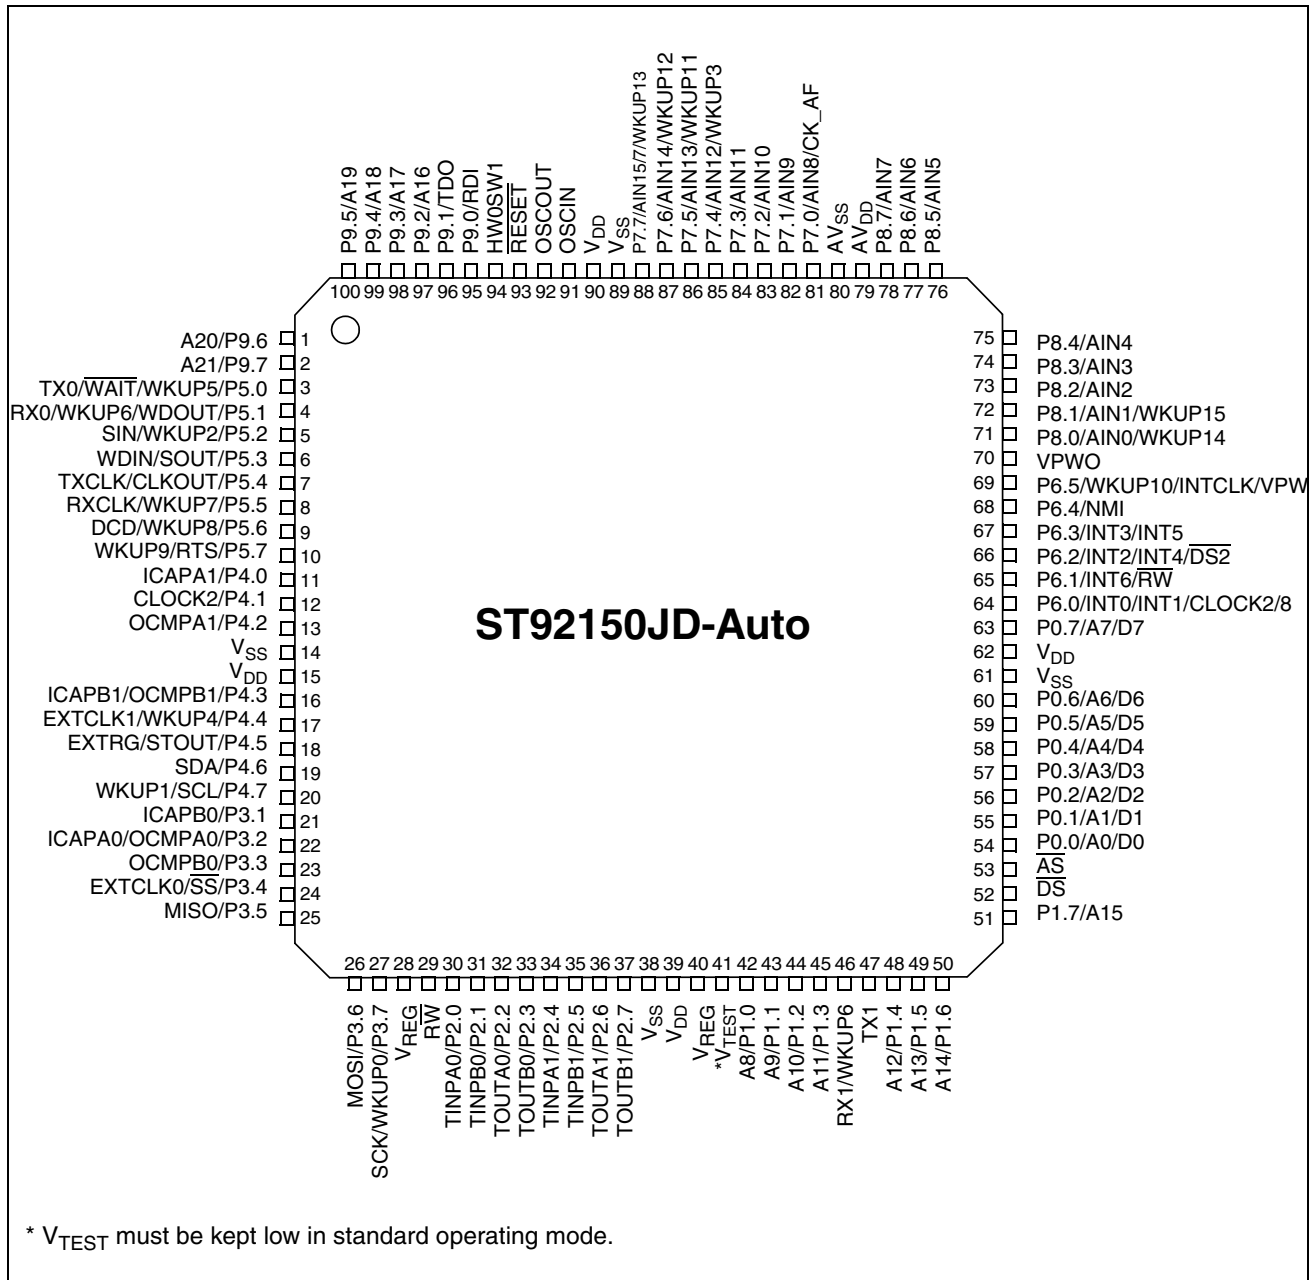 P9.5/A19
P9.4/A18
P9.3/A17
P9.2/A16
P9.1/TDO
P9.0/RDI
HW0SW1
RESET
OSCOUT
OSCIN
VDD
VSS
P7.7/AIN15/7/WKUP13
P7.6/AIN14/WKUP12
P7.5/AIN13/WKUP11
P7.4/AIN12/WKUP3
P7.3/AIN11
P7.2/AIN10
P7.1/AIN9
P7.0/AIN8/CK_AF
AVSS
AVDD
P8.7/AIN7
P8.6/AIN6
P8.5/AIN5
100 99 98 97 96 95 94 93 92 91 90 89 88 87 86 85 84 83 82 81 80 79 78 77 76
A20/P9.6 1
A21/P9.7 2
TX0/WAIT/WKUP5/P5.0 3
RX0/WKUP6/WDOUT/P5.1 4
SIN/WKUP2/P5.2 5
WDIN/SOUT/P5.3 6
TXCLK/CLKOUT/P5.4 7
RXCLK/WKUP7/P5.5 8
DCD/WKUP8/P5.6 9
WKUP9/RTS/P5.7 10
ICAPA1/P4.0 11
CLOCK2/P4.1 12
OCMPA1/P4.2 13
VSS 14
VDD 15
ICAPB1/OCMPB1/P4.3 16
EXTCLK1/WKUP4/P4.4 17
EXTRG/STOUT/P4.5 18
SDA/P4.6 19
WKUP1/SCL/P4.7 20
ICAPB0/P3.1 21
ICAPA0/OCMPA0/P3.2 22
OCMPB0/P3.3 23
EXTCLK0/SS/P3.4 24
MISO/P3.5 25
ST92150JD-Auto
75 P8.4/AIN4
74 P8.3/AIN3
73 P8.2/AIN2
72 P8.1/AIN1/WKUP15
71 P8.0/AIN0/WKUP14
70 VPWO
69 P6.5/WKUP10/INTCLK/VPW
68 P6.4/NMI
67 P6.3/INT3/INT5
66 P6.2/INT2/INT4/DS2
65 P6.1/INT6/RW
64 P6.0/INT0/INT1/CLOCK2/8
63 P0.7/A7/D7
62 VDD
61 VSS
60 P0.6/A6/D6
59 P0.5/A5/D5
58 P0.4/A4/D4
57 P0.3/A3/D3
56 P0.2/A2/D2
55 P0.1/A1/D1
54 P0.0/A0/D0
53 AS
52 DS
51 P1.7/A15
26 27 28 29 30 31 32 33 34 35 36 37 38 39 40 41 42 43 44 45 46 47 48 49 50
MOSI/P3.6
SCK/WKUP0/P3.7
VREG
RW
TINPA0/P2.0
TINPB0/P2.1
TOUTA0/P2.2
TOUTB0/P2.3
TINPA1/P2.4
TINPB1/P2.5
TOUTA1/P2.6
TOUTB1/P2.7
VSS
VDD
VREG
*VTEST
A8/P1.0
A9/P1.1
A10/P1.2
A11/P1.3
RX1/WKUP6
TX1
A12/P1.4
A13/P1.5
A14/P1.6
* VTEST must be kept low in standard operating mode.